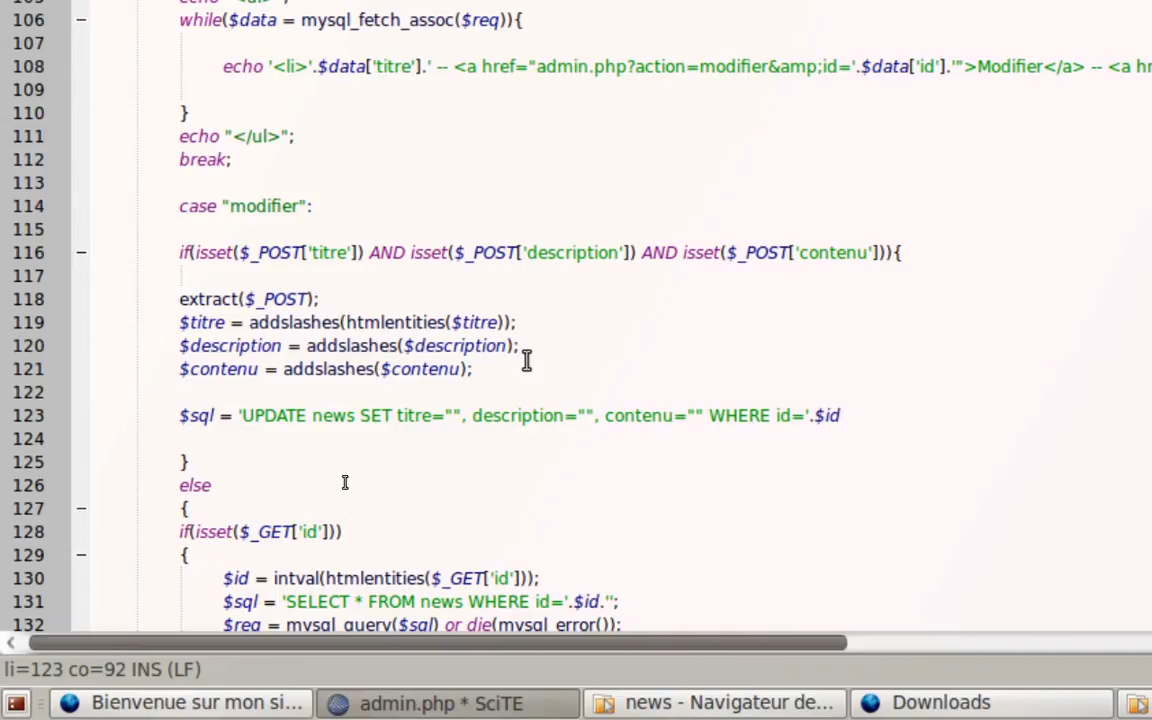 106 while($data = mysql_fetch_assoc($req)){
107
108 echo '<li>'.$data['titre'].' -- <a href="admin.php?action=modifier&amp;id='.$data['id'].'">Modifier</a> -- <a hr
109
110 }
111 echo "</ul>";
112 break;
113
114 case "modifier":
115
116 if(isset($_POST['titre']) AND isset($_POST['description']) AND isset($_POST['contenu'])){
117
118 extract($_POST);
119 $titre = addslashes(htmlentities($titre));
120 $description = addslashes($description);
121 $contenu = addslashes($contenu);
122
123 $sql = 'UPDATE news SET titre="", description="", contenu="" WHERE id='.$id
124
125 }
126 else
127 {
128 if(isset($_GET['id']))
129 {
130 $id = intval(htmlentities($_GET['id']));
131 $sql = 'SELECT * FROM news WHERE id='.$id.'';
132 $req = mysql_query($sql) or die(mysql_error());
li=123 co=92 INS (LF)
Bienvenue sur mon si... admin.php * SciTE news - Navigateur de... Downloads